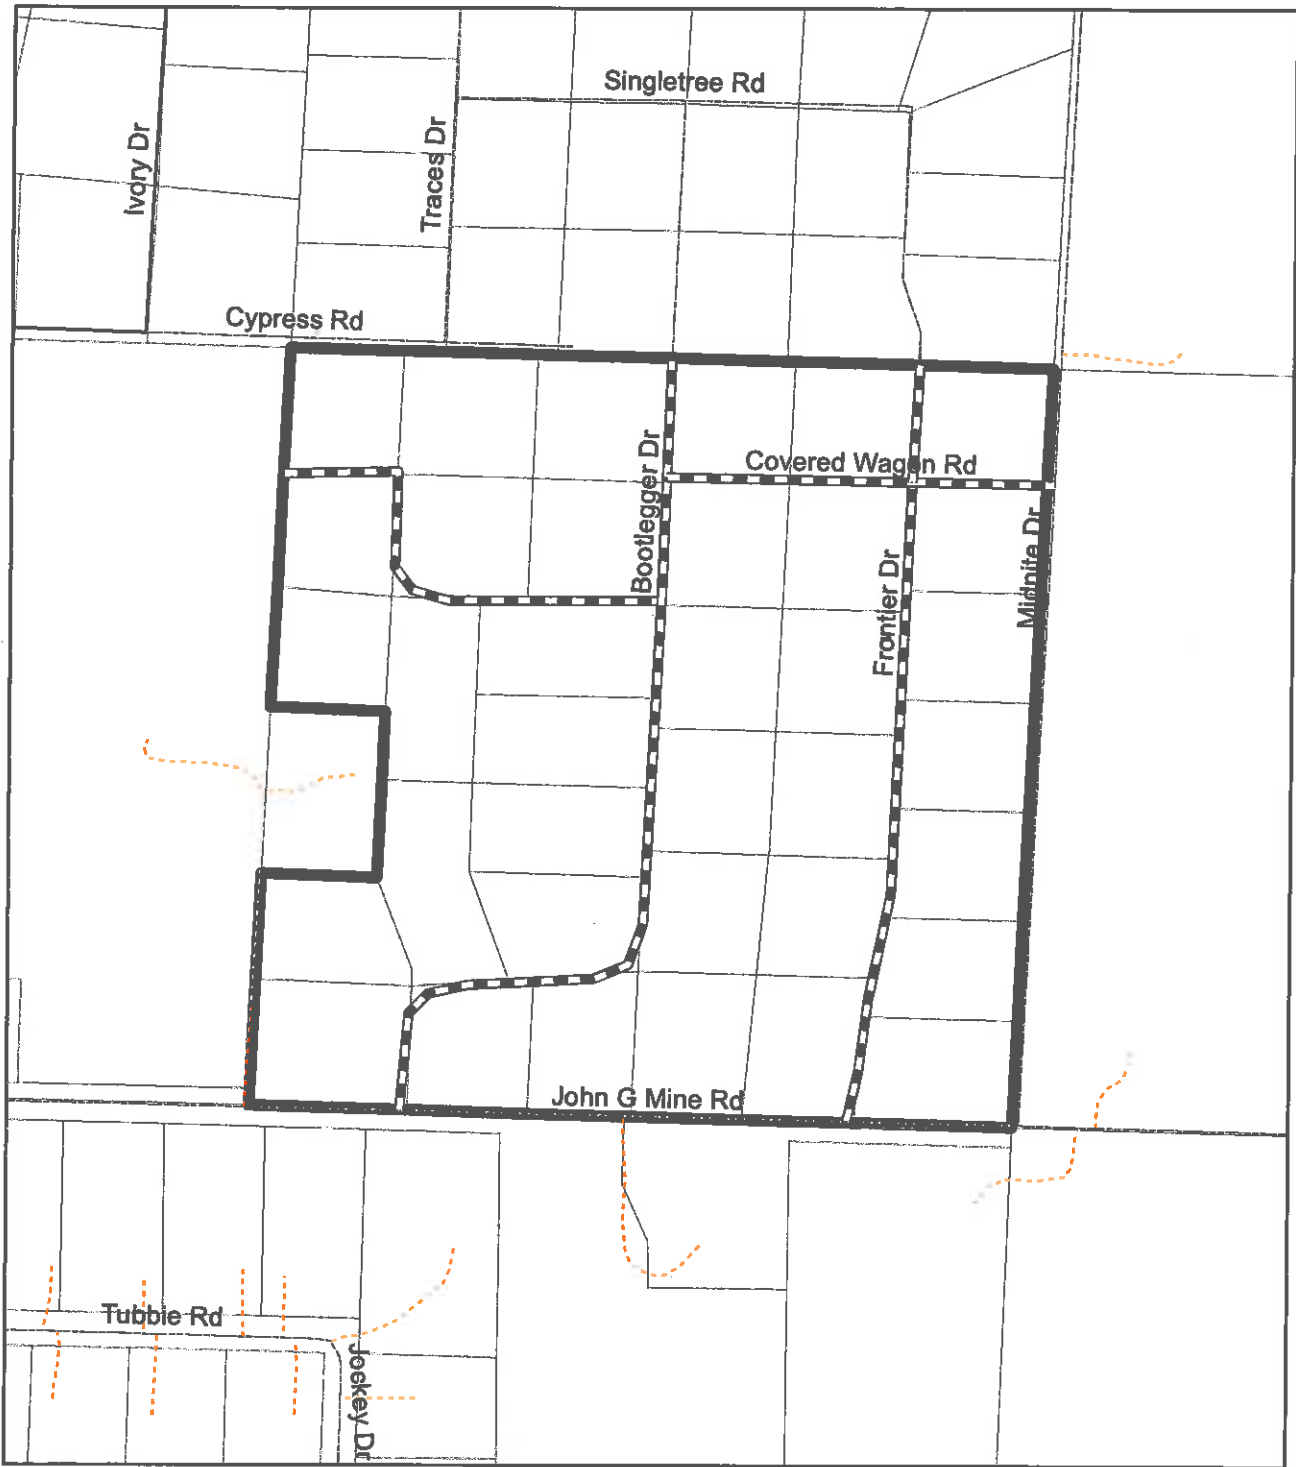 Singletree Rd
Ivory Dr
Traces Dr
Cypress Rd
Bootlegger Dr
Covered Wagon Rd
Frontier Dr
Midnite Dr
John G Mine Rd
Tubbie Rd
Jockey Dr